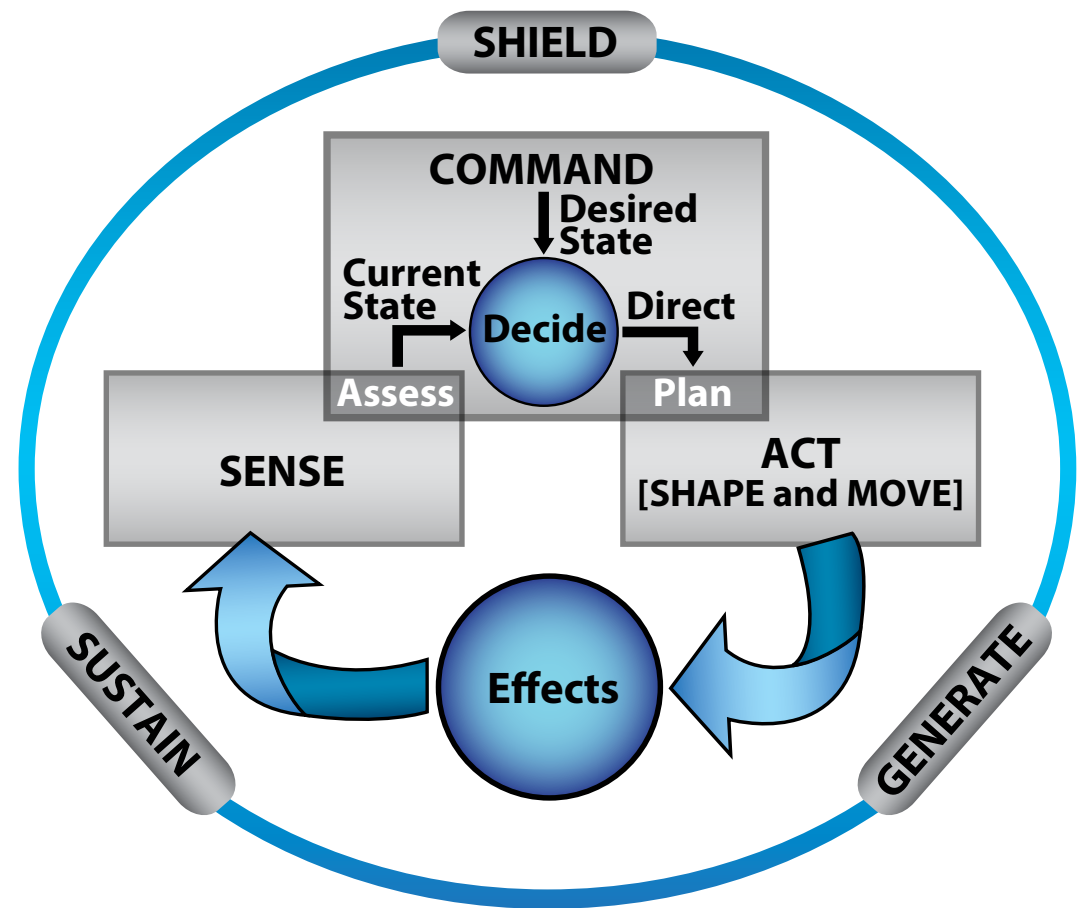 SHIELD
COMMAND
Desired
State
Current
State
Decide
Direct
Assess
Plan
SENSE
ACT
[SHAPE and MOVE]
Effects
SUSTAIN
GENERATE